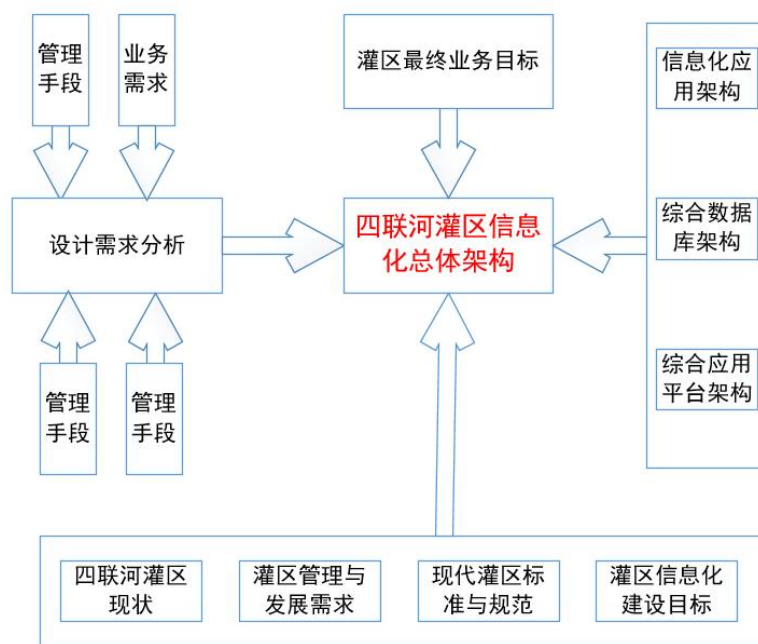 管理
手段
业务
需求
灌区最终业务目标
信息化应
用架构
设计需求分析
四联河灌区信息
化总体架构
综合数据
库架构
管理
手段
管理
手段
综合应用
平台架构
四联河灌区
现状
灌区管理与
发展需求
现代灌区标
准与规范
灌区信息化
建设目标